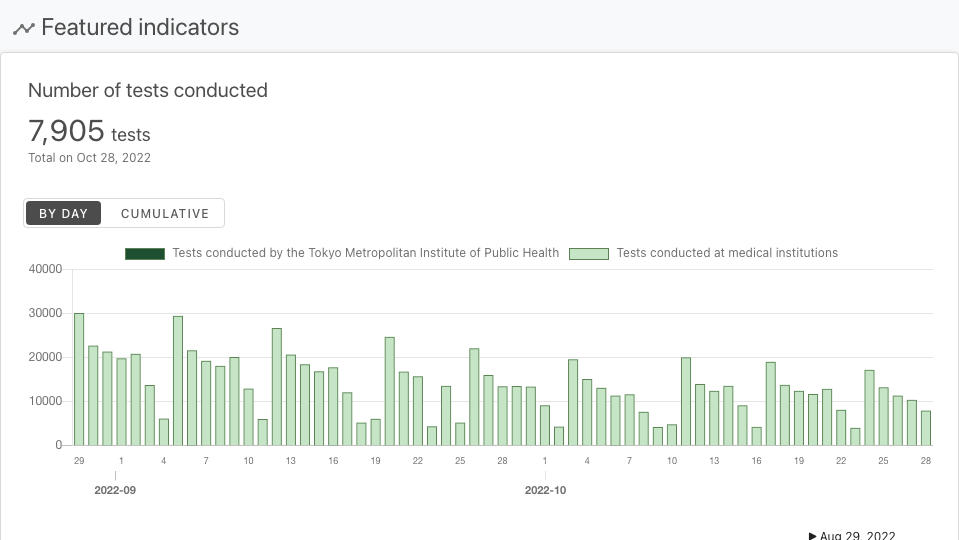 Featured indicators
Number of tests conducted
7,905 tests
Total on Oct 28, 2022
BY DAY CUMULATIVE
Tests conducted by the Tokyo Metropolitan Institute of Public Health Tests conducted at medical institutions
40000
30000
20000
10000
0
29 1 4 7 10 13 16 19 22 25 28 1 4 7 10 13 16 19 22 25 28
2022-09 2022-10
Aug 29, 2022